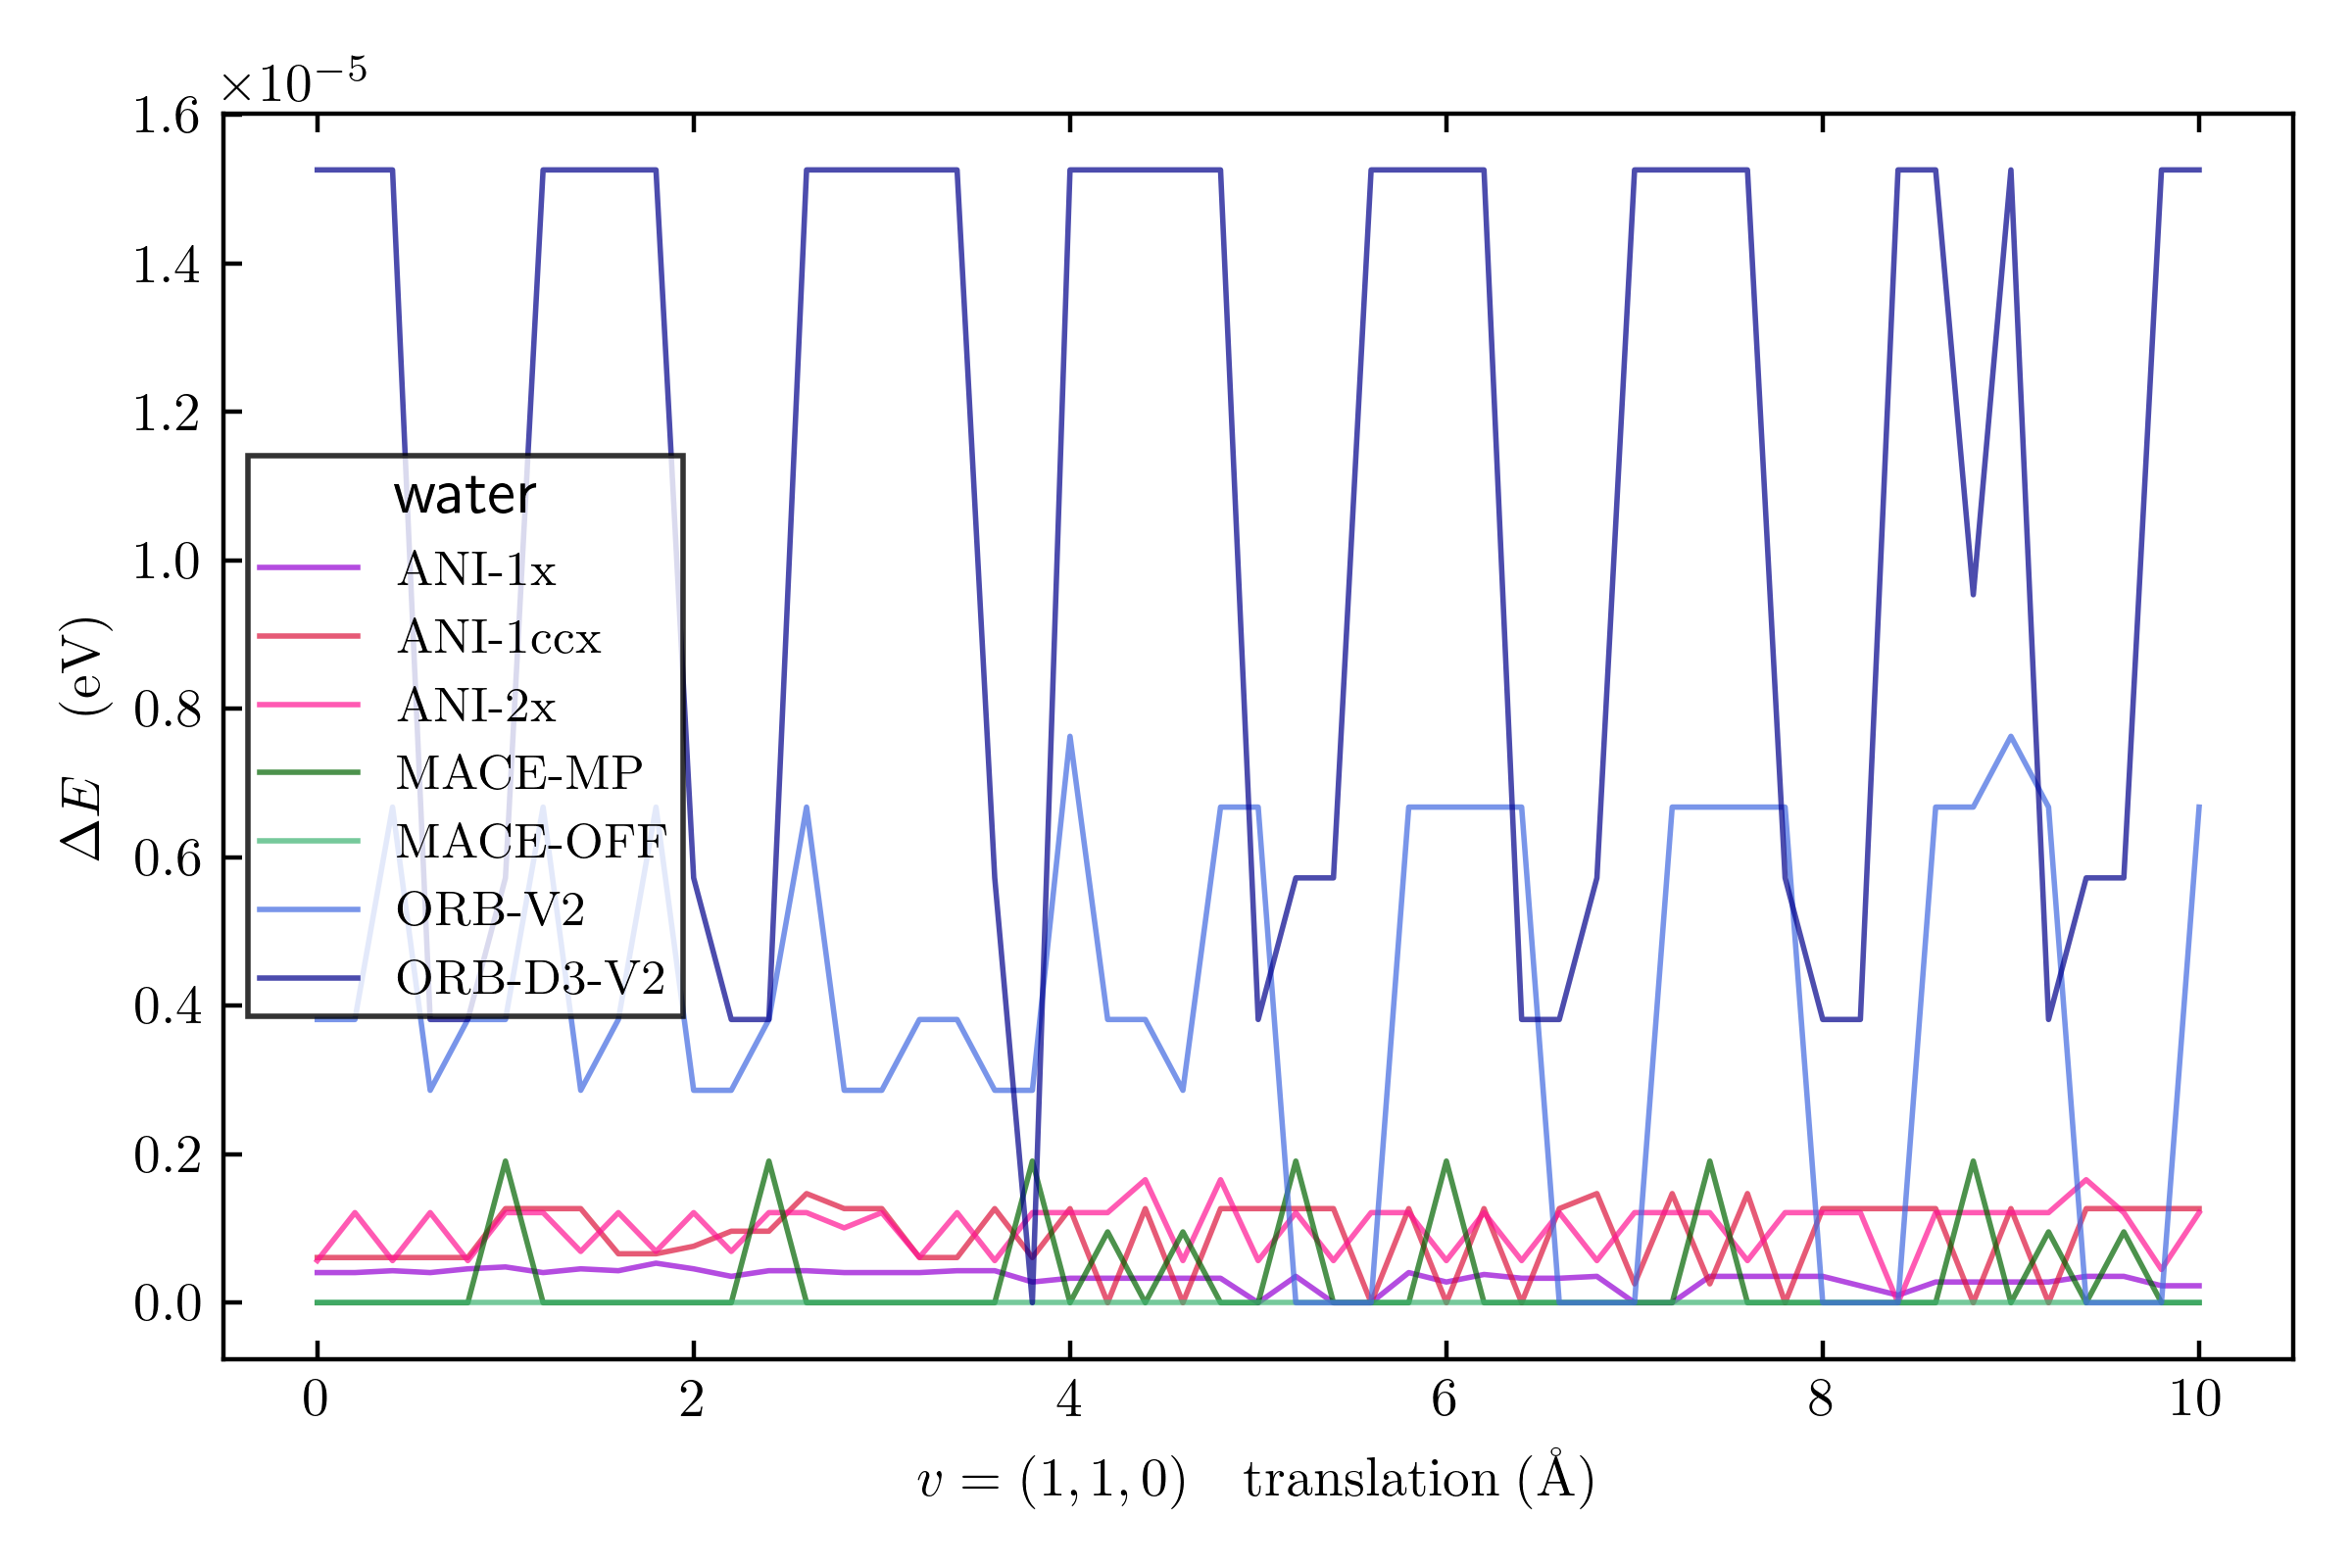 ×10⁻⁵
1.6
1.4
1.2
1.0
0.8
0.6
0.4
0.2
0.0
ΔE (eV)
water
ANI-1x
ANI-1ccx
ANI-2x
MACE-MP
MACE-OFF
ORB-V2
ORB-D3-V2
0 2 4 6 8 10
v = (1, 1, 0) translation (Å)